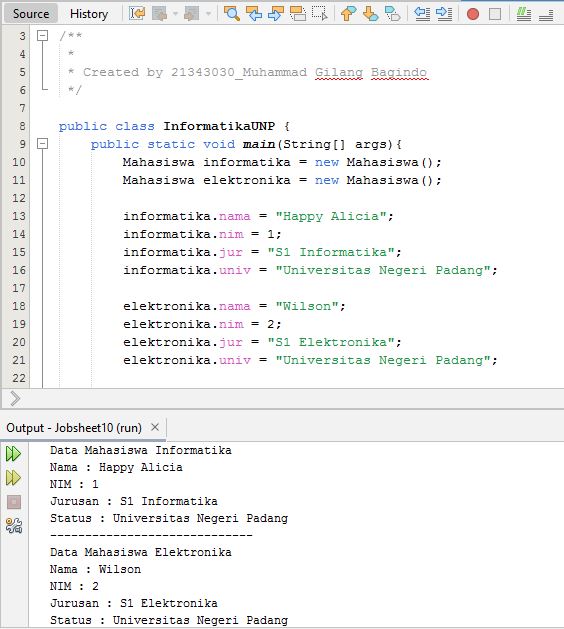 Source History
3 /**
4 *
5 * Created by 21343030_Muhammad Gilang Bagindo
6 */
7
8 public class InformatikaUNP {
9 public static void main(String[] args){
10 Mahasiswa informatika = new Mahasiswa();
11 Mahasiswa elektronika = new Mahasiswa();
12
13 informatika.nama = "Happy Alicia";
14 informatika.nim = 1;
15 informatika.jur = "S1 Informatika";
16 informatika.univ = "Universitas Negeri Padang";
17
18 elektronika.nama = "Wilson";
19 elektronika.nim = 2;
20 elektronika.jur = "S1 Elektronika";
21 elektronika.univ = "Universitas Negeri Padang";
22
Output - Jobsheet10 (run) ×
Data Mahasiswa Informatika
Nama : Happy Alicia
NIM : 1
Jurusan : S1 Informatika
Status : Universitas Negeri Padang
-----------------------------
Data Mahasiswa Elektronika
Nama : Wilson
NIM : 2
Jurusan : S1 Elektronika
Status : Universitas Negeri Padang